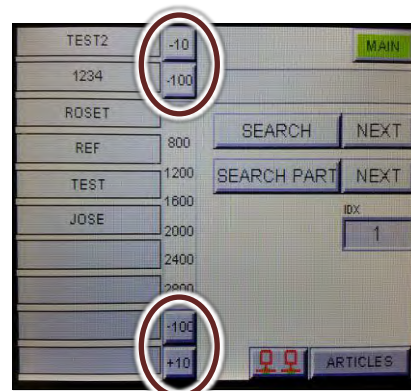 TEST2
-10
MAIN
1234
-100
ROSET
SEARCH
NEXT
REF
800
TEST
1200
SEARCH PART
NEXT
1600
IDX
JOSE
2000
1
2400
2800
-100
+10
ARTICLES